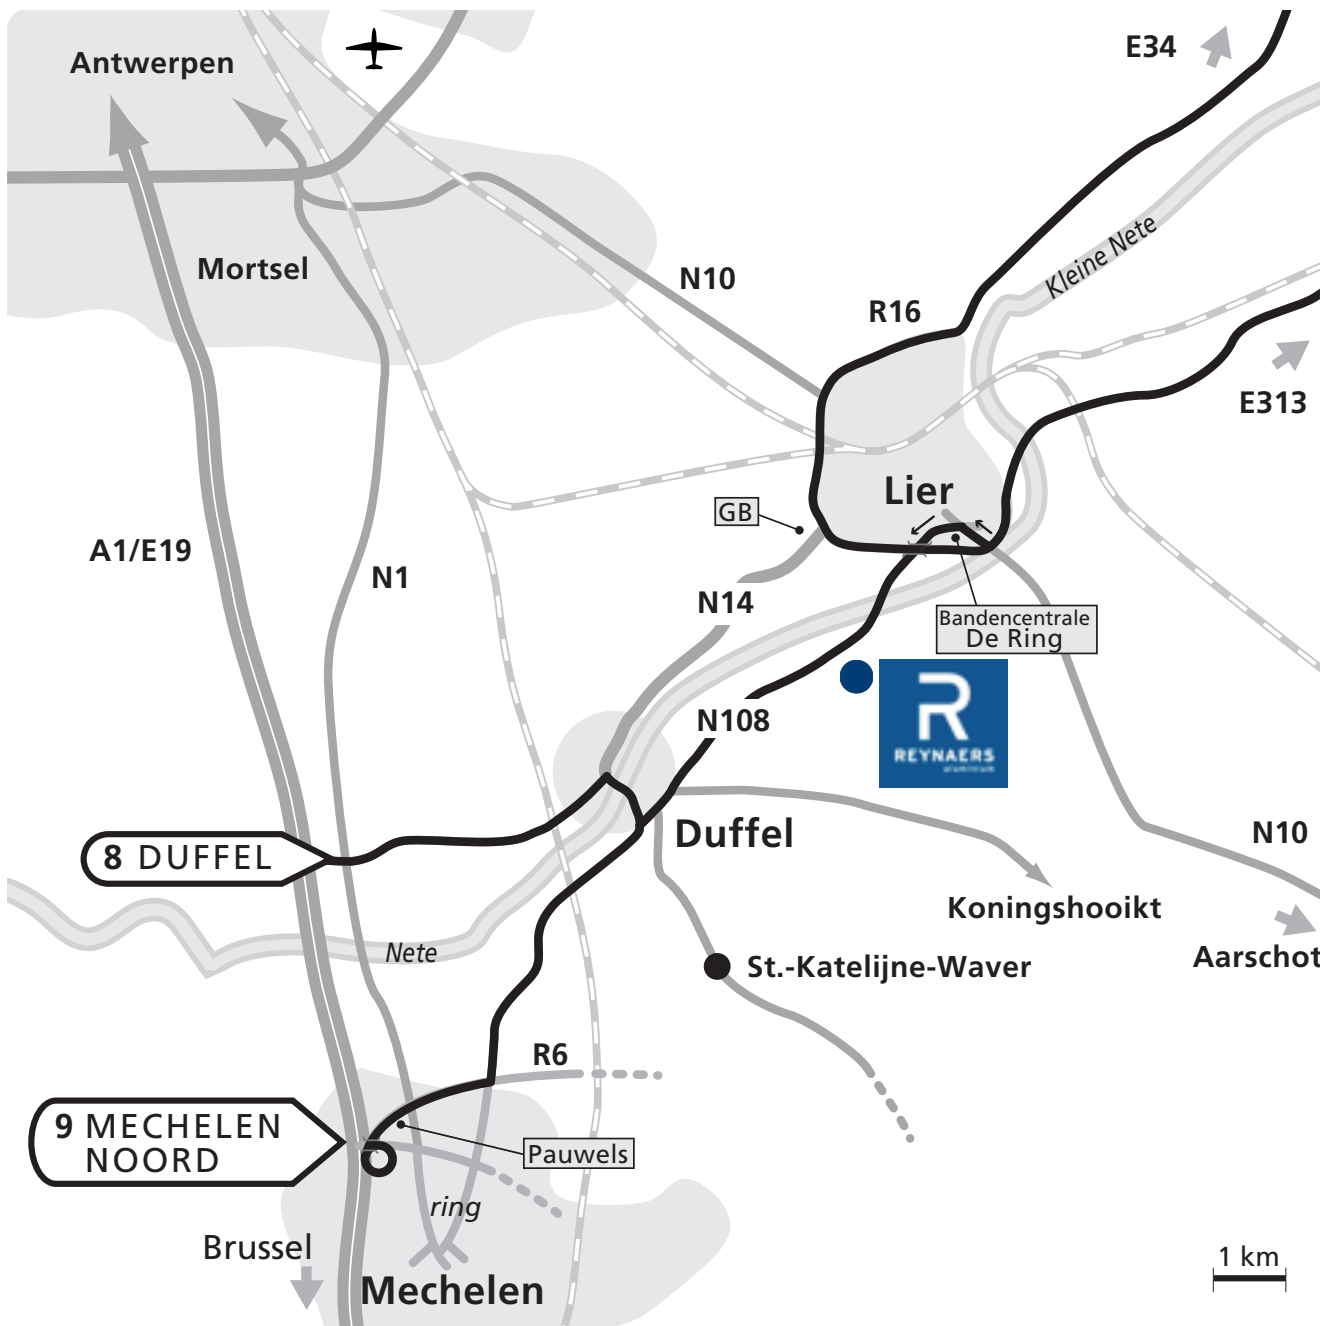 E34
Antwerpen
Kleine Nete
Mortsel
N10
R16
E313
Lier
GB
A1/E19
N1
N14
Bandencentrale
De Ring
R
REYNAERS
aluminium
N108
Duffel
N10
8 DUFFEL
Koningshooikt
Nete
Aarschot
St.-Katelijne-Waver
R6
9 MECHELEN
NOORD
Pauwels
ring
Brussel
1 km
Mechelen